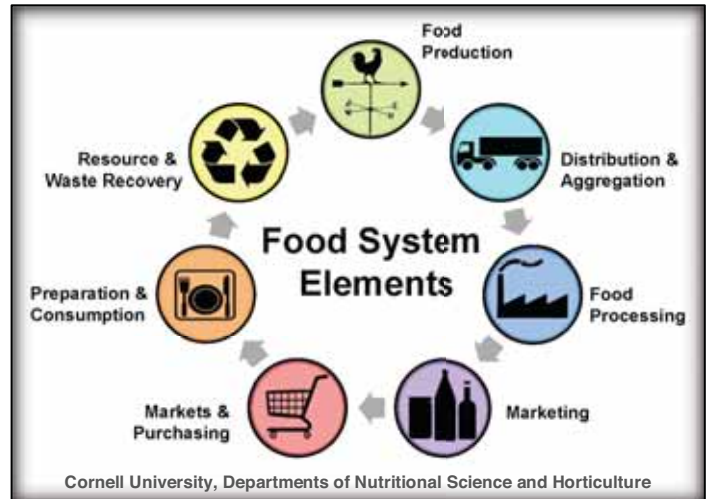 Food
Production
Distribution &
Aggregation
Food
Processing
Marketing
Markets &
Purchasing
Preparation &
Consumption
Resource &
Waste Recovery
Food System
Elements
Cornell University, Departments of Nutritional Science and Horticulture